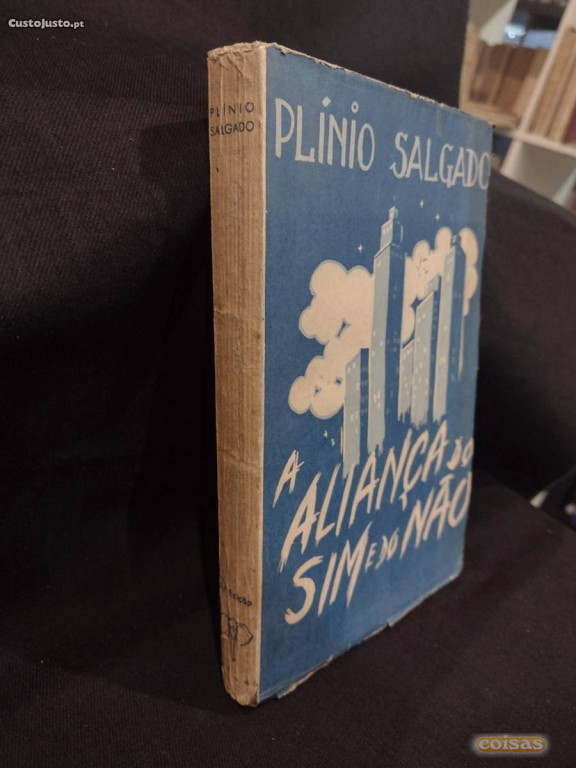 CustoJusto.pt
PLÍNIO
SALGADO
PLÍNIO SALGADO
A
ALIANÇA DO
SIM E DO NÃO
coisas